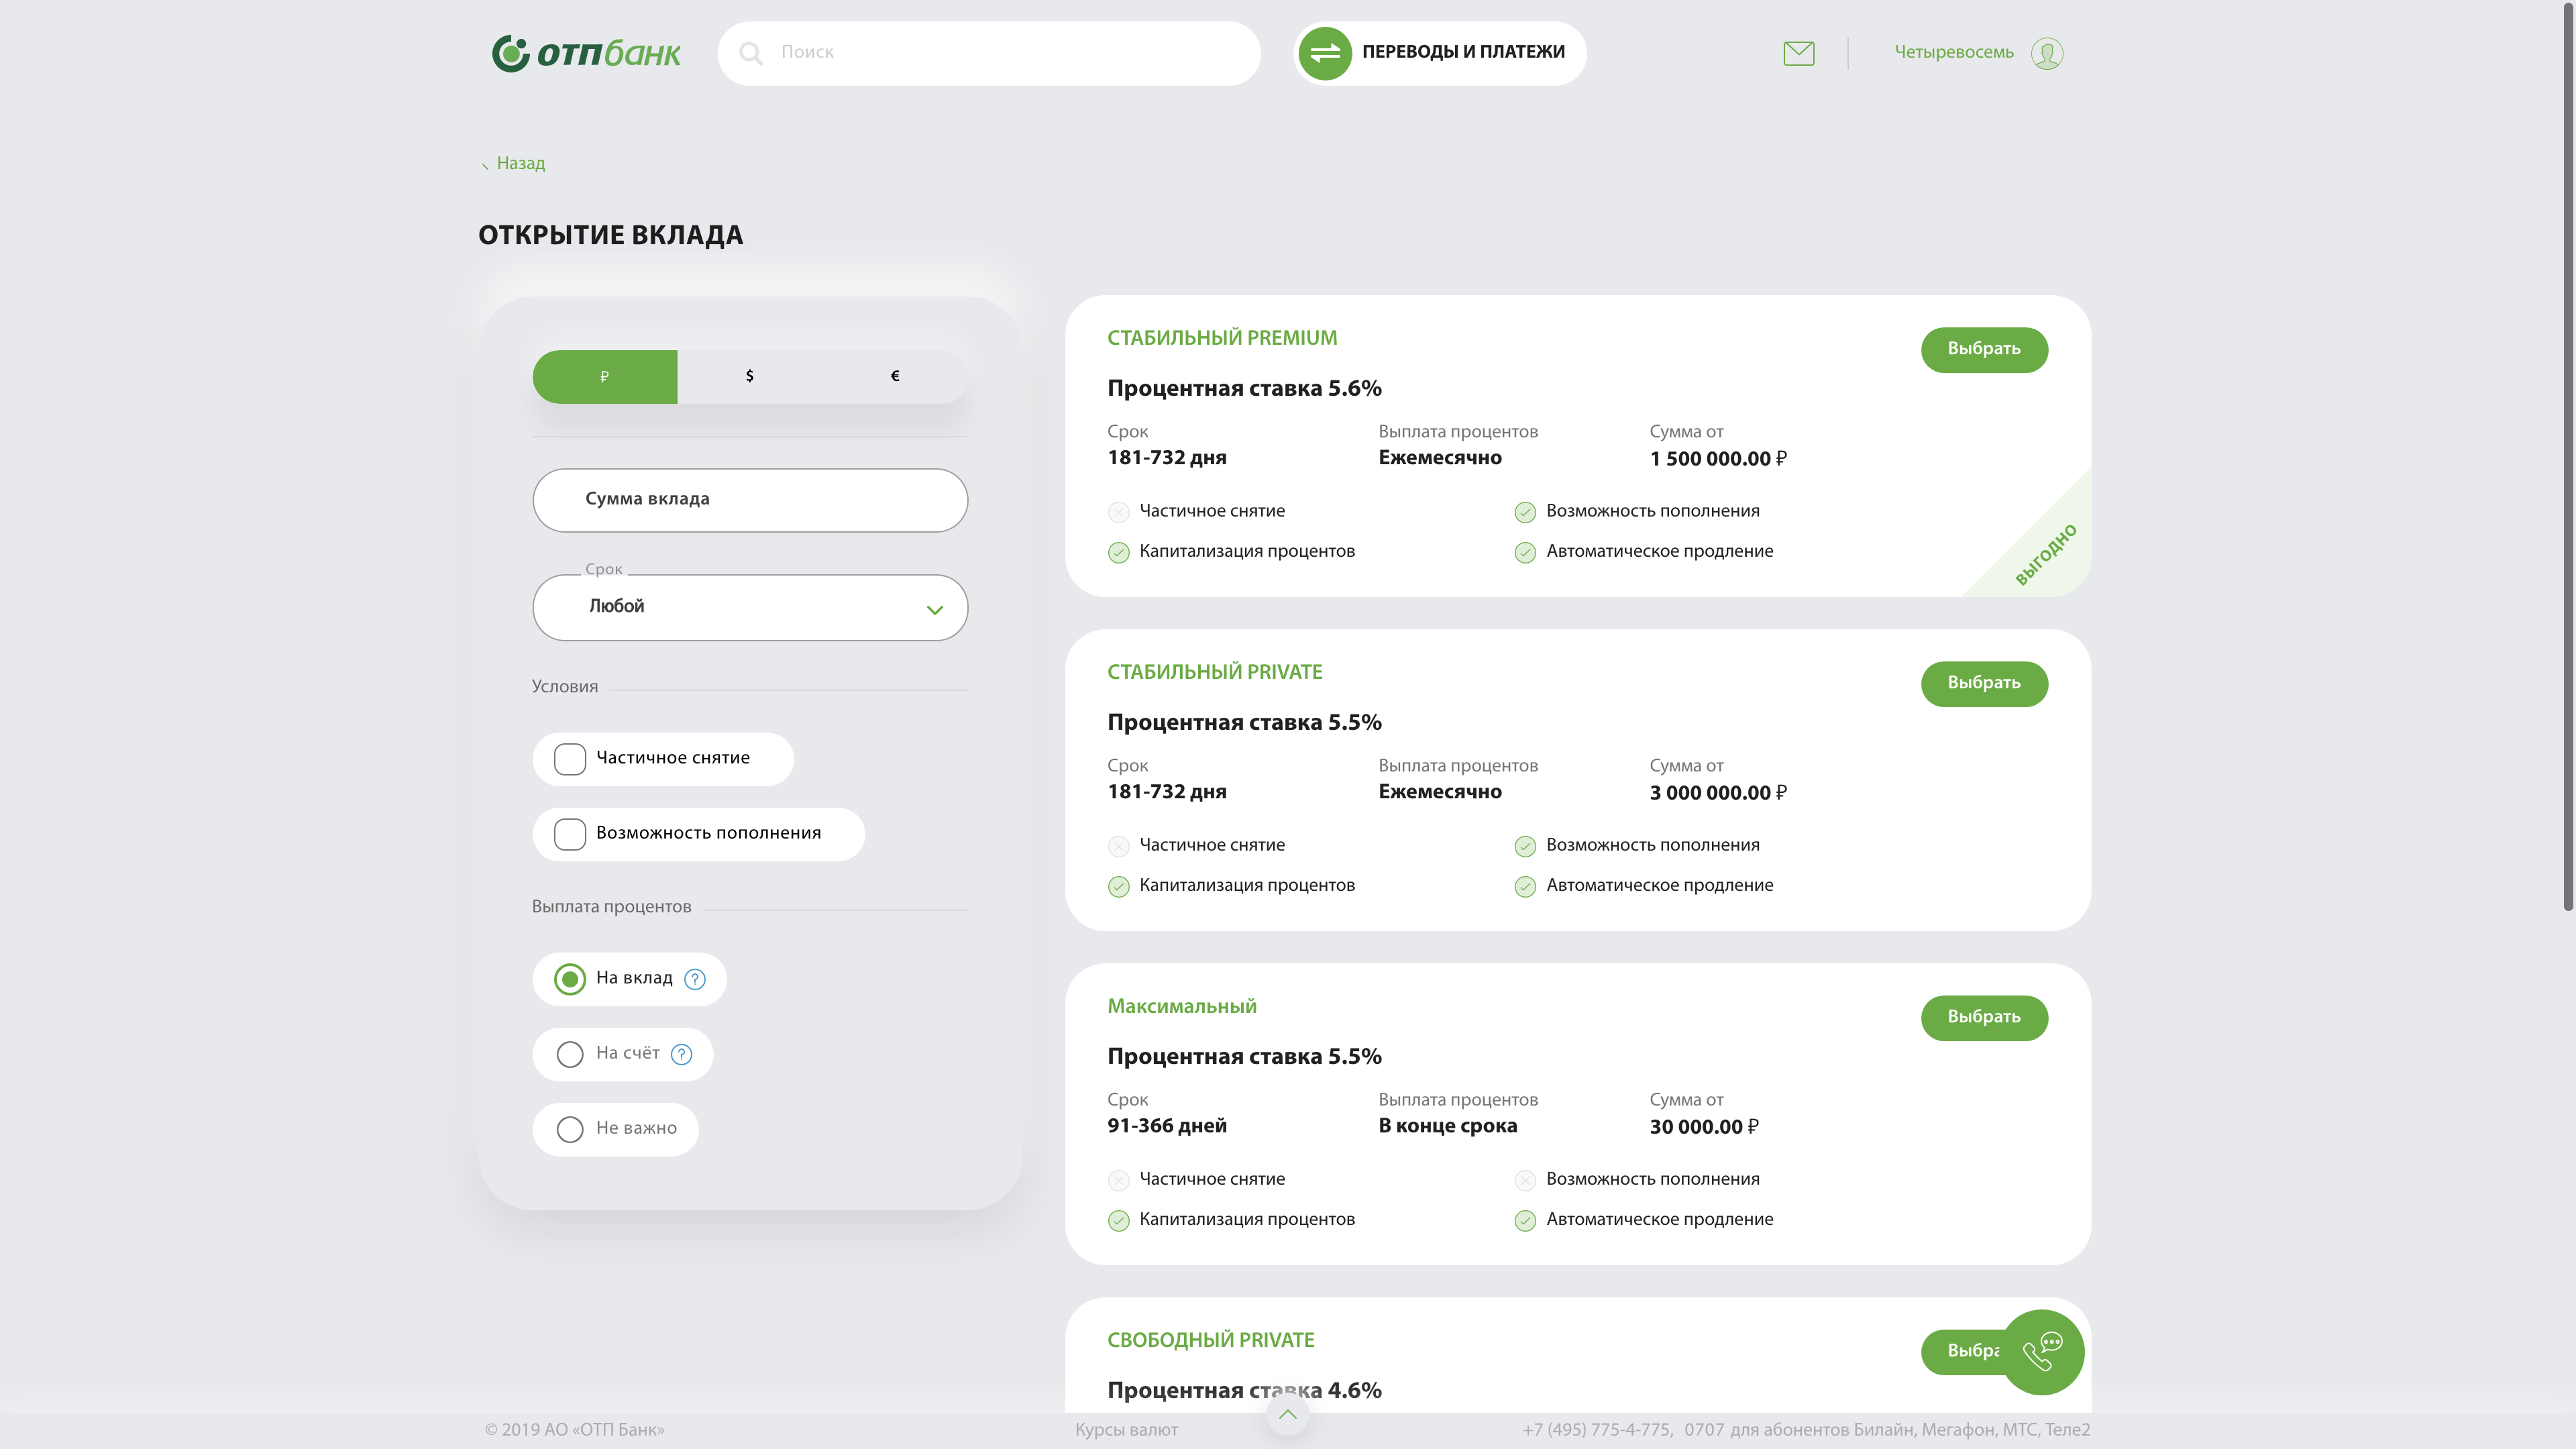 отпбанк
Поиск
ПЕРЕВОДЫ И ПЛАТЕЖИ
Четыревосемь
Назад
ОТКРЫТИЕ ВКЛАДА
₽ $ €
Сумма вклада
Срок
Любой
Условия
Частичное снятие
Возможность пополнения
Выплата процентов
На вклад ?
На счёт ?
Не важно
СТАБИЛЬНЫЙ PREMIUM
Выбрать
Процентная ставка 5.6%
Срок Выплата процентов Сумма от
181-732 дня Ежемесячно 1 500 000.00 ₽
Частичное снятие Возможность пополнения
Капитализация процентов Автоматическое продление
ВЫГОДНО
СТАБИЛЬНЫЙ PRIVATE
Выбрать
Процентная ставка 5.5%
Срок Выплата процентов Сумма от
181-732 дня Ежемесячно 3 000 000.00 ₽
Частичное снятие Возможность пополнения
Капитализация процентов Автоматическое продление
Максимальный
Выбрать
Процентная ставка 5.5%
Срок Выплата процентов Сумма от
91-366 дней В конце срока 30 000.00 ₽
Частичное снятие Возможность пополнения
Капитализация процентов Автоматическое продление
СВОБОДНЫЙ PRIVATE
Выбра
Процентная ставка 4.6%
© 2019 АО «ОТП Банк»
Курсы валют
+7 (495) 775-4-775, 0707 для абонентов Билайн, Мегафон, МТС, Теле2